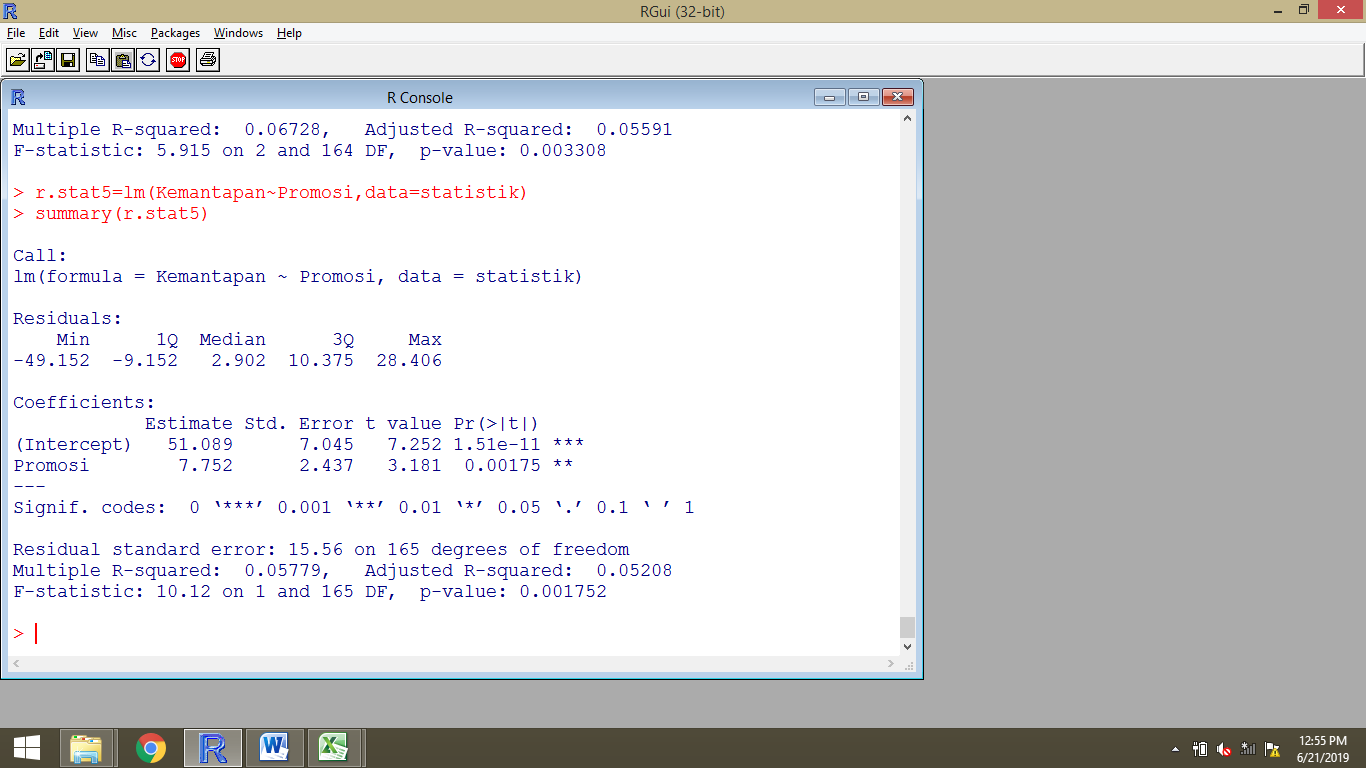 RGui (32-bit)
File Edit View Misc Packages Windows Help
STOP
R Console
Multiple R-squared:  0.06728,   Adjusted R-squared:  0.05591
F-statistic: 5.915 on 2 and 164 DF,  p-value: 0.003308
> r.stat5=lm(Kemantapan~Promosi,data=statistik)
> summary(r.stat5)
Call:
lm(formula = Kemantapan ~ Promosi, data = statistik)
Residuals:
    Min      1Q  Median      3Q     Max
-49.152  -9.152   2.902  10.375  28.406
Coefficients:
            Estimate Std. Error t value Pr(>|t|)
(Intercept)   51.089      7.045   7.252 1.51e-11 ***
Promosi        7.752      2.437   3.181  0.00175 **
---
Signif. codes:  0 ‘***’ 0.001 ‘**’ 0.01 ‘*’ 0.05 ‘.’ 0.1 ‘ ’ 1
Residual standard error: 15.56 on 165 degrees of freedom
Multiple R-squared:  0.05779,   Adjusted R-squared:  0.05208
F-statistic: 10.12 on 1 and 165 DF,  p-value: 0.001752
>
12:55 PM
6/21/2019